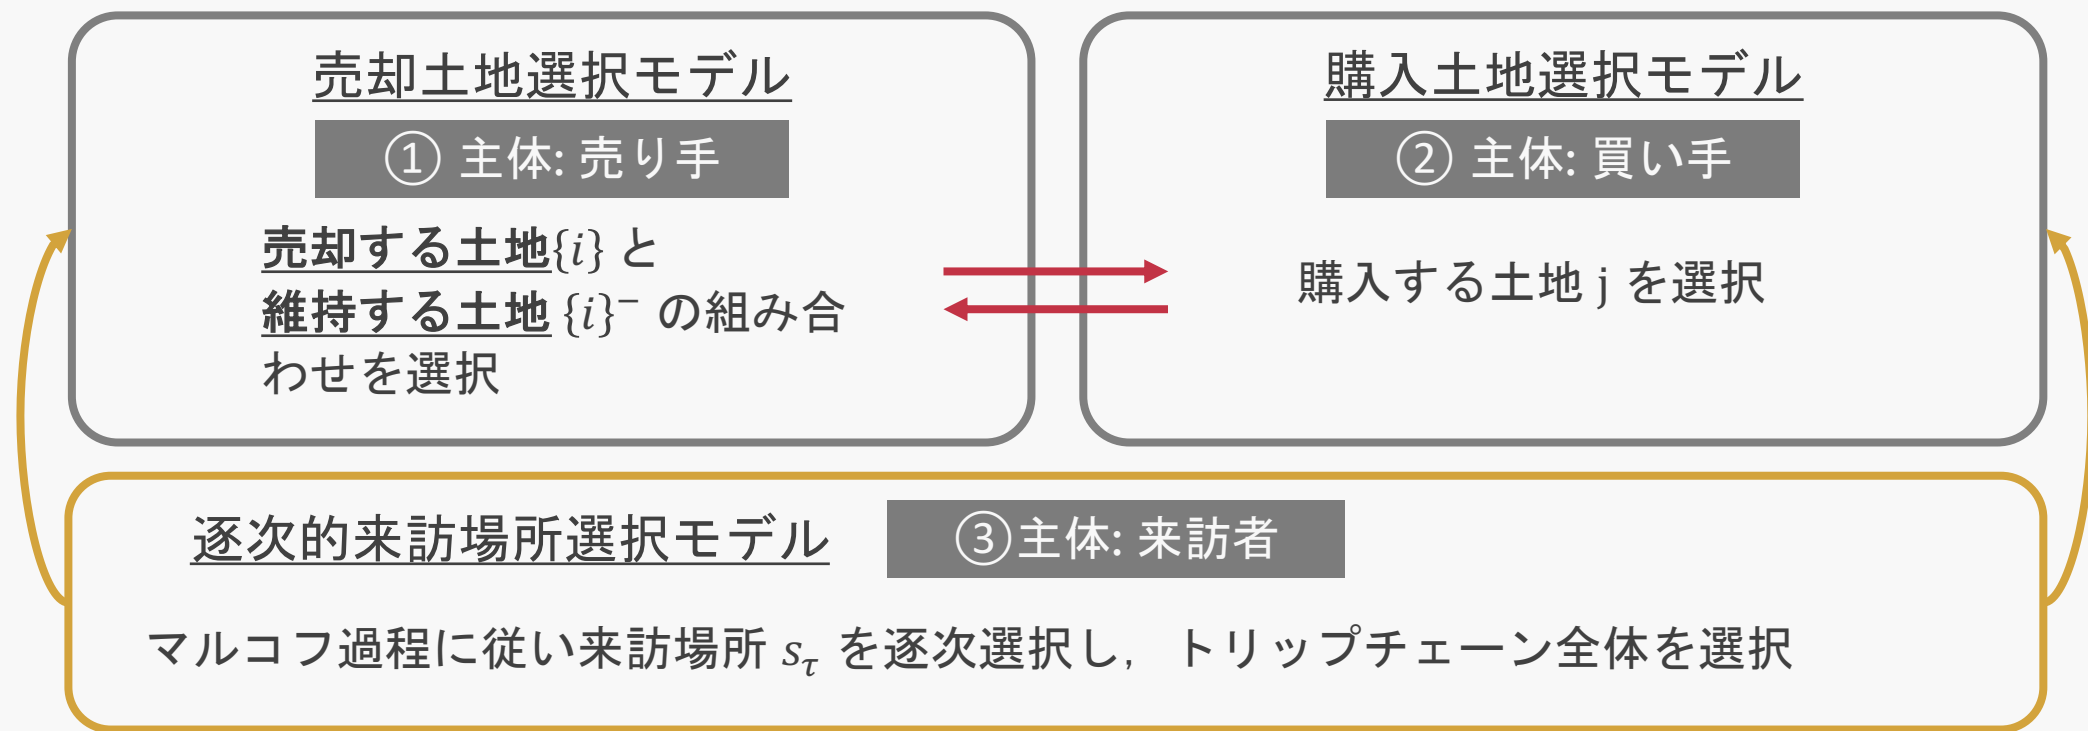 売却土地選択モデル
① 主体: 売り手
売却する土地{i} と
維持する土地 {i}⁻ の組み合
わせを選択
購入土地選択モデル
② 主体: 買い手
購入する土地 j を選択
逐次的来訪場所選択モデル
③主体: 来訪者
マルコフ過程に従い来訪場所 s_τ を逐次選択し, トリップチェーン全体を選択